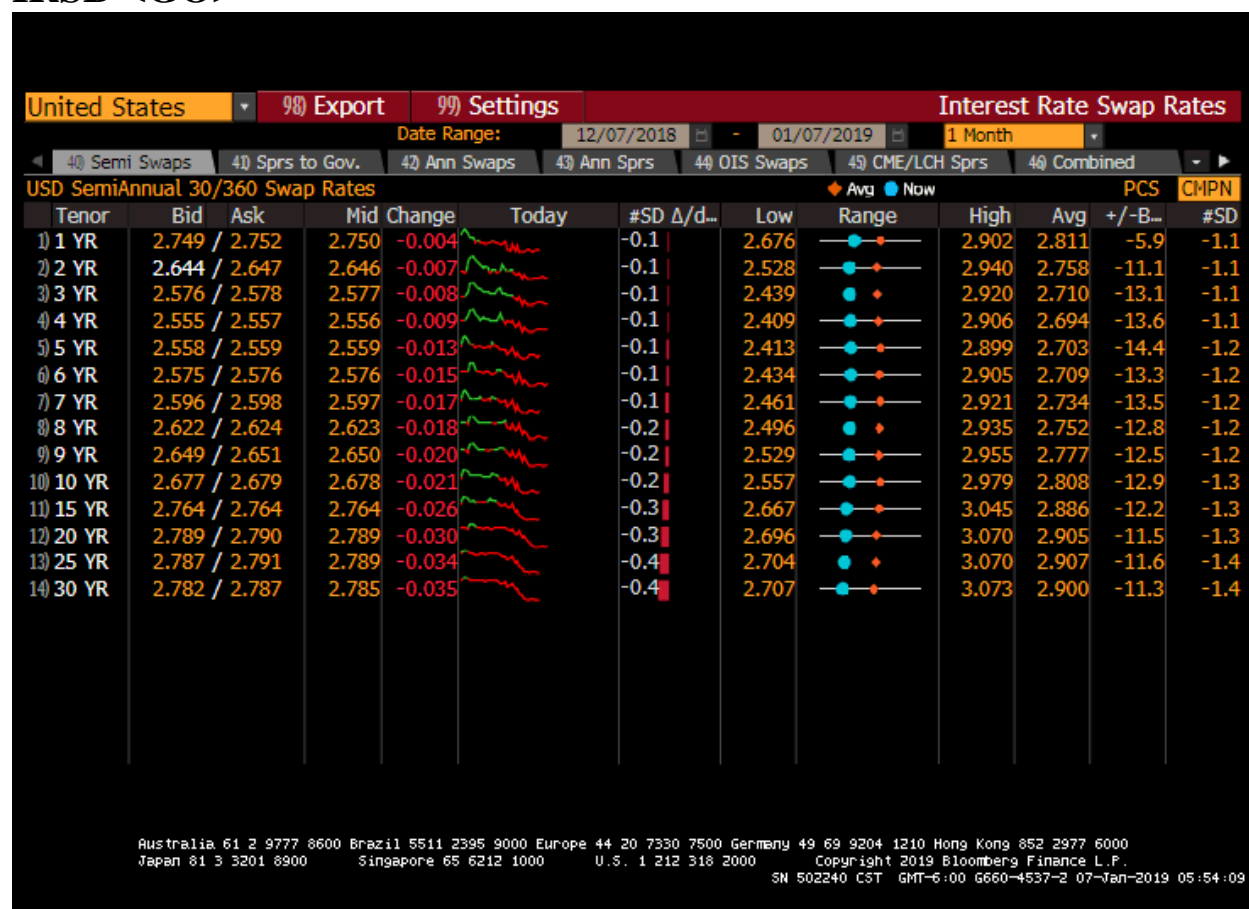 United States 98) Export 99) Settings Interest Rate Swap Rates
Date Range: 12/07/2018 - 01/07/2019 1 Month
40) Semi Swaps 41) Sprs to Gov. 42) Ann Swaps 43) Ann Sprs 44) OIS Swaps 45) CME/LCH Sprs 46) Combined
USD SemiAnnual 30/360 Swap Rates Avg Now PCS CMPN
Tenor Bid Ask Mid Change Today #SD Δ/d... Low Range High Avg +/-B... #SD
1) 1 YR 2.749 / 2.752 2.750 -0.004 -0.1 2.676 2.902 2.811 -5.9 -1.1
2) 2 YR 2.644 / 2.647 2.646 -0.007 -0.1 2.528 2.940 2.758 -11.1 -1.1
3) 3 YR 2.576 / 2.578 2.577 -0.008 -0.1 2.439 2.920 2.710 -13.1 -1.1
4) 4 YR 2.555 / 2.557 2.556 -0.009 -0.1 2.409 2.906 2.694 -13.6 -1.1
5) 5 YR 2.558 / 2.559 2.559 -0.013 -0.1 2.413 2.899 2.703 -14.4 -1.2
6) 6 YR 2.575 / 2.576 2.576 -0.015 -0.1 2.434 2.905 2.709 -13.3 -1.2
7) 7 YR 2.596 / 2.598 2.597 -0.017 -0.1 2.461 2.921 2.734 -13.5 -1.2
8) 8 YR 2.622 / 2.624 2.623 -0.018 -0.2 2.496 2.935 2.752 -12.8 -1.2
9) 9 YR 2.649 / 2.651 2.650 -0.020 -0.2 2.529 2.955 2.777 -12.5 -1.2
10) 10 YR 2.677 / 2.679 2.678 -0.021 -0.2 2.557 2.979 2.808 -12.9 -1.3
11) 15 YR 2.764 / 2.764 2.764 -0.026 -0.3 2.667 3.045 2.886 -12.2 -1.3
12) 20 YR 2.789 / 2.790 2.789 -0.030 -0.3 2.696 3.070 2.905 -11.5 -1.3
13) 25 YR 2.787 / 2.791 2.789 -0.034 -0.4 2.704 3.070 2.907 -11.6 -1.4
14) 30 YR 2.782 / 2.787 2.785 -0.035 -0.4 2.707 3.073 2.900 -11.3 -1.4
Australia 61 2 9777 8600 Brazil 5511 2395 9000 Europe 44 20 7330 7500 Germany 49 69 9204 1210 Hong Kong 852 2977 6000
Japan 81 3 3201 8900 Singapore 65 6212 1000 U.S. 1 212 318 2000 Copyright 2019 Bloomberg Finance L.P.
SN 502240 CST GMT-6:00 G660-4537-2 07-Jan-2019 05:54:09